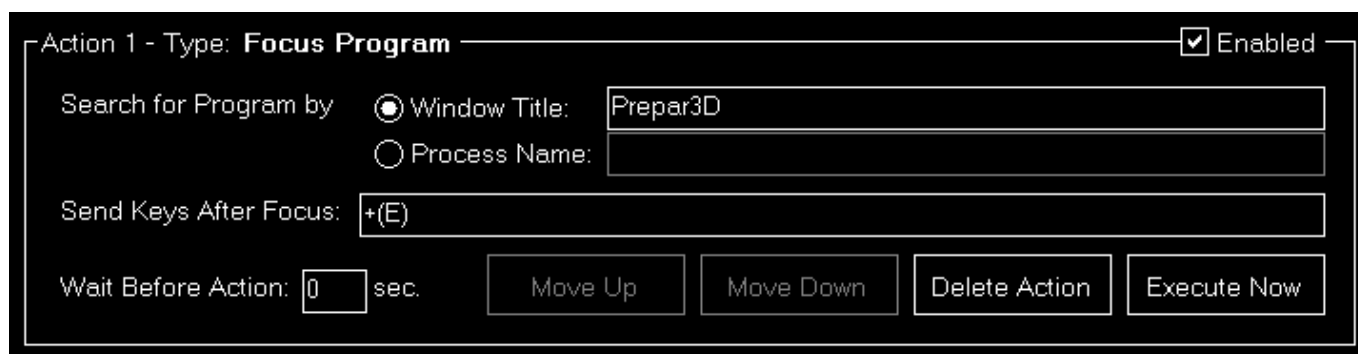 Action 1 - Type: Focus Program Enabled
Search for Program by Window Title: Prepar3D
Process Name:
Send Keys After Focus: +(E)
Wait Before Action: 0 sec. Move Up Move Down Delete Action Execute Now